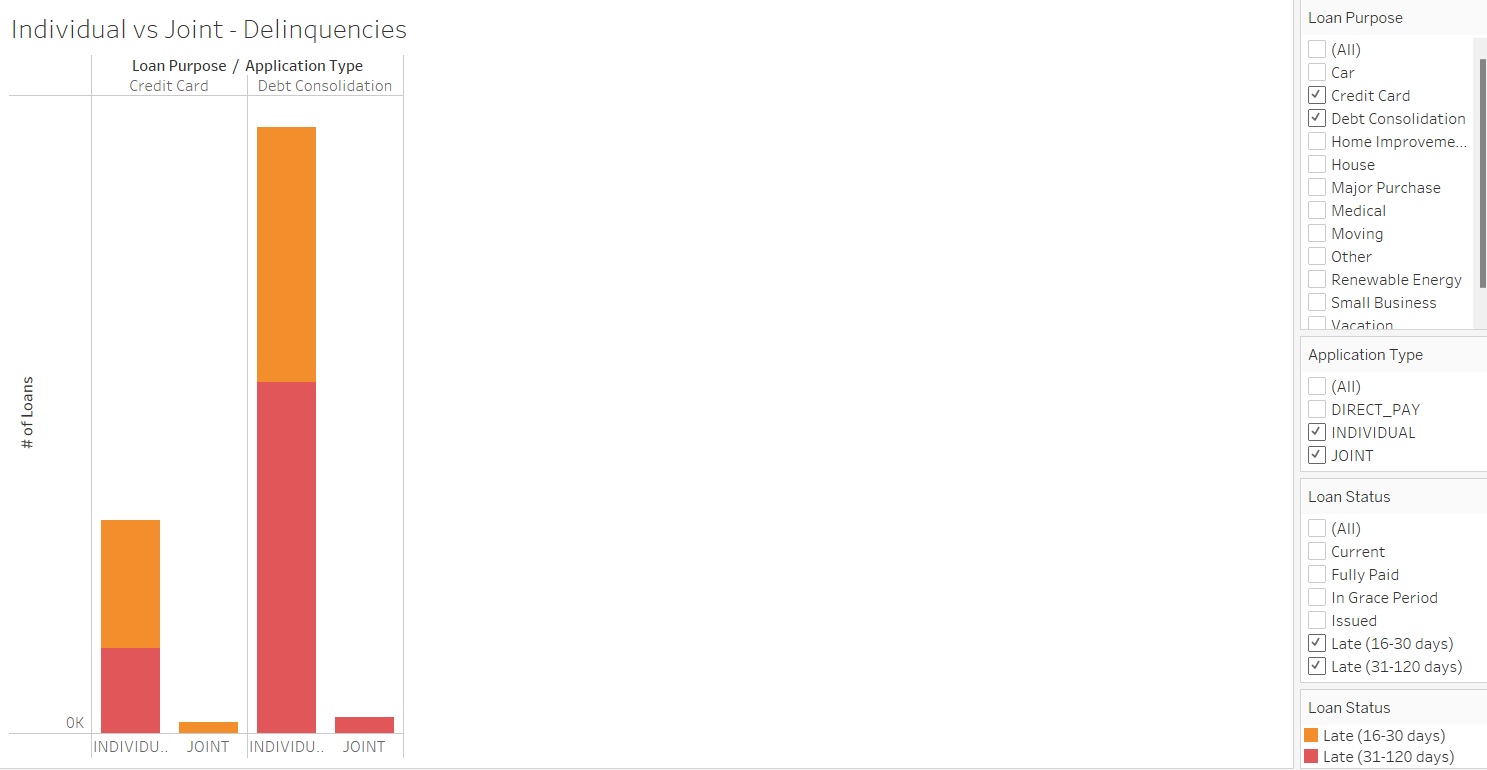 Individual vs Joint - Delinquencies
Loan Purpose / Application Type
Credit Card
Debt Consolidation
# of Loans
0K
INDIVIDU..
JOINT
INDIVIDU..
JOINT
Loan Purpose
(All)
Car
Credit Card
Debt Consolidation
Home Improveme...
House
Major Purchase
Medical
Moving
Other
Renewable Energy
Small Business
Vacation
Application Type
(All)
DIRECT_PAY
INDIVIDUAL
JOINT
Loan Status
(All)
Current
Fully Paid
In Grace Period
Issued
Late (16-30 days)
Late (31-120 days)
Loan Status
Late (16-30 days)
Late (31-120 days)